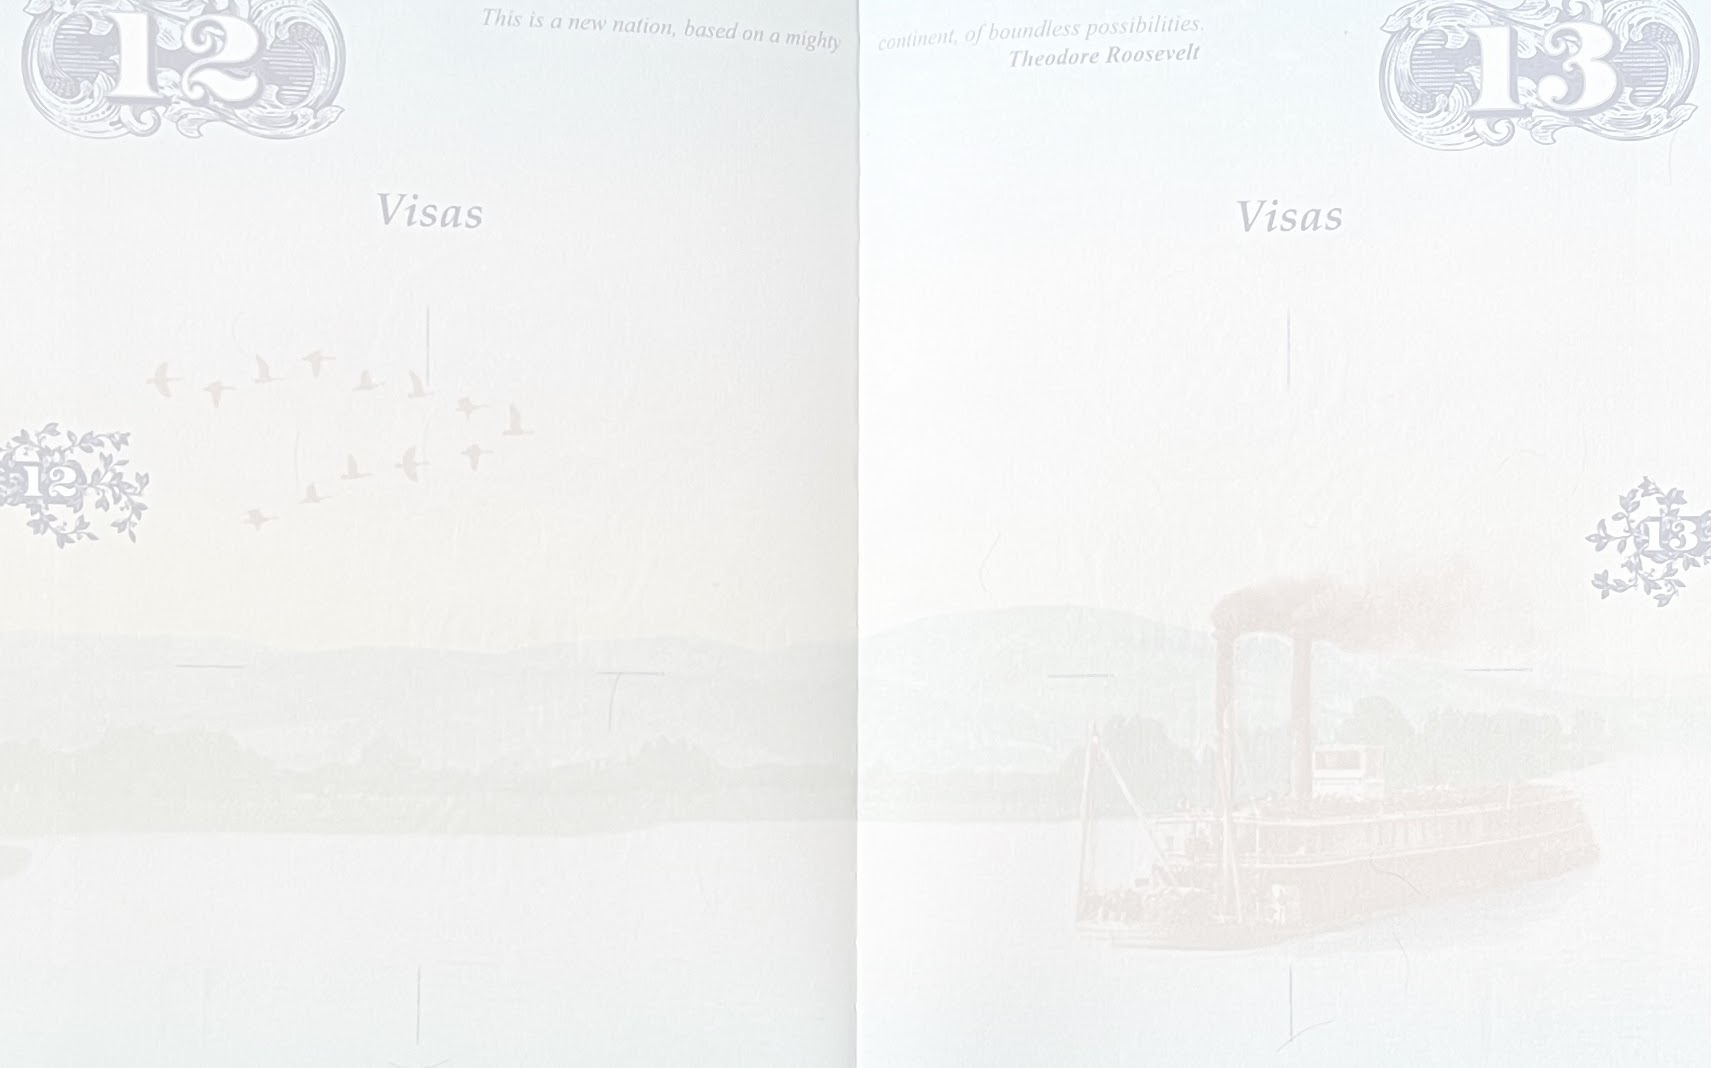 12
This is a new nation, based on a mighty continent, of boundless possibilities.
Theodore Roosevelt
13
Visas
Visas
12
13